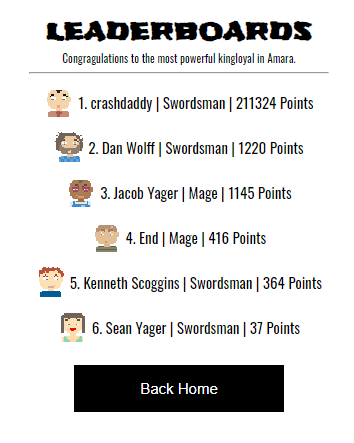 LEADERBOARDS
Congragulations to the most powerful kingloyal in Amara.
1. crashdaddy | Swordsman | 211324 Points
2. Dan Wolff | Swordsman | 1220 Points
3. Jacob Yager | Mage | 1145 Points
4. End | Mage | 416 Points
5. Kenneth Scoggins | Swordsman | 364 Points
6. Sean Yager | Swordsman | 37 Points
Back Home